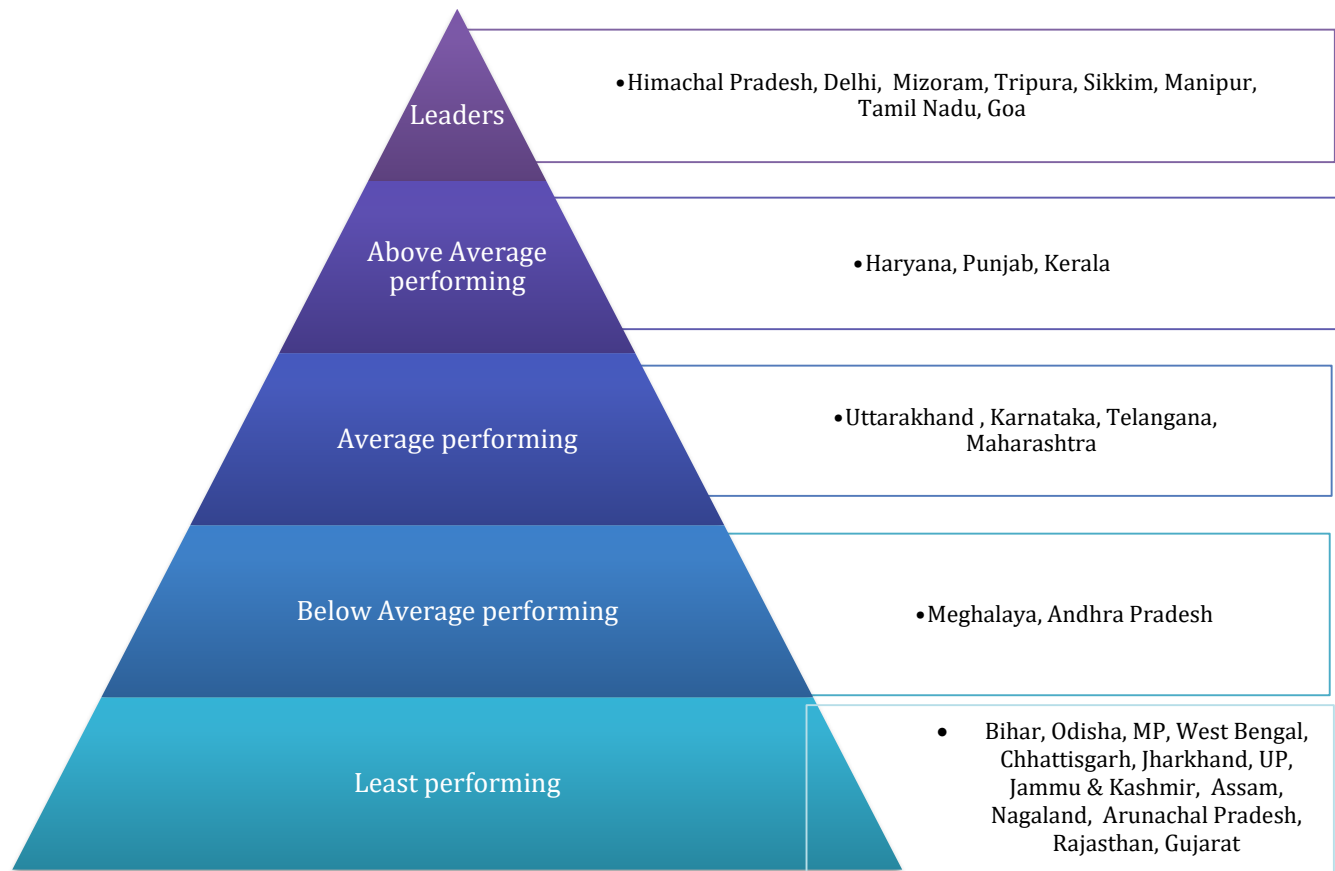 Leaders
•Himachal Pradesh, Delhi,  Mizoram, Tripura, Sikkim, Manipur,
Tamil Nadu, Goa
Above Average
performing
•Haryana, Punjab, Kerala
Average performing
•Uttarakhand , Karnataka, Telangana,
Maharashtra
Below Average performing
•Meghalaya, Andhra Pradesh
Least performing
• Bihar, Odisha, MP, West Bengal,
Chhattisgarh, Jharkhand, UP,
Jammu & Kashmir,  Assam,
Nagaland,  Arunachal Pradesh,
Rajasthan, Gujarat